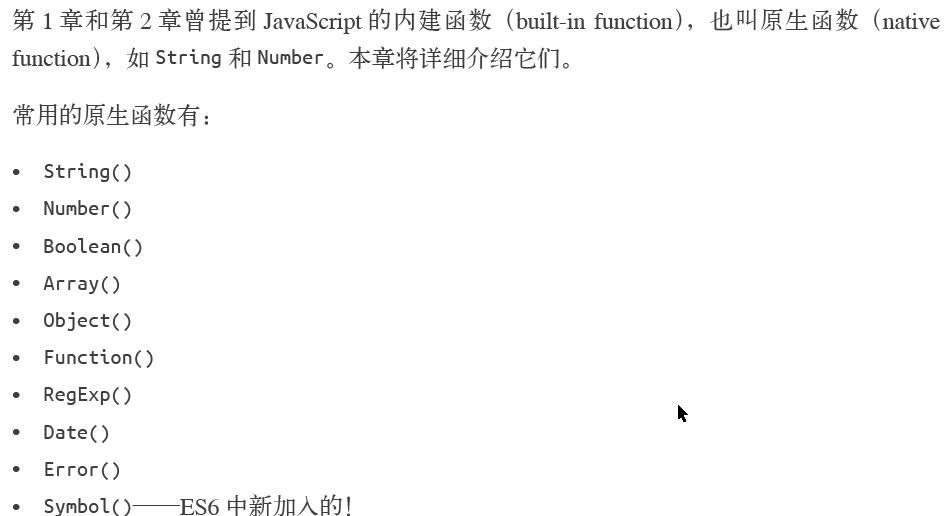 第 1 章和第 2 章曾提到 JavaScript 的内建函数（built-in function），也叫原生函数（native
function），如 String 和 Number。本章将详细介绍它们。
常用的原生函数有：
• String()
• Number()
• Boolean()
• Array()
• Object()
• Function()
• RegExp()
• Date()
• Error()
• Symbol()——ES6 中新加入的！